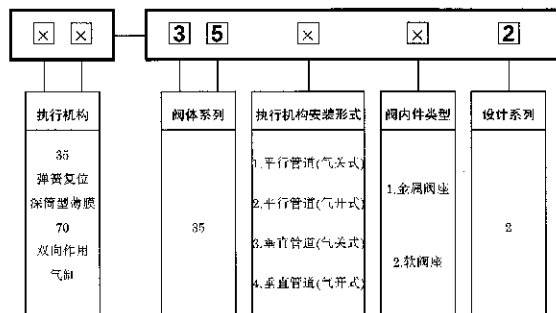 × × 3 5 × × 2
执行机构
35
弹簧复位
深筒型薄膜
70
双向作用
气缸
阀体系列
35
执行机构安装形式
1.平行管道(气关式)
2.平行管道(气开式)
3.垂直管道(气关式)
4.垂直管道(气开式)
阀内件类型
1.金属阀座
2.软阀座
设计系列
2